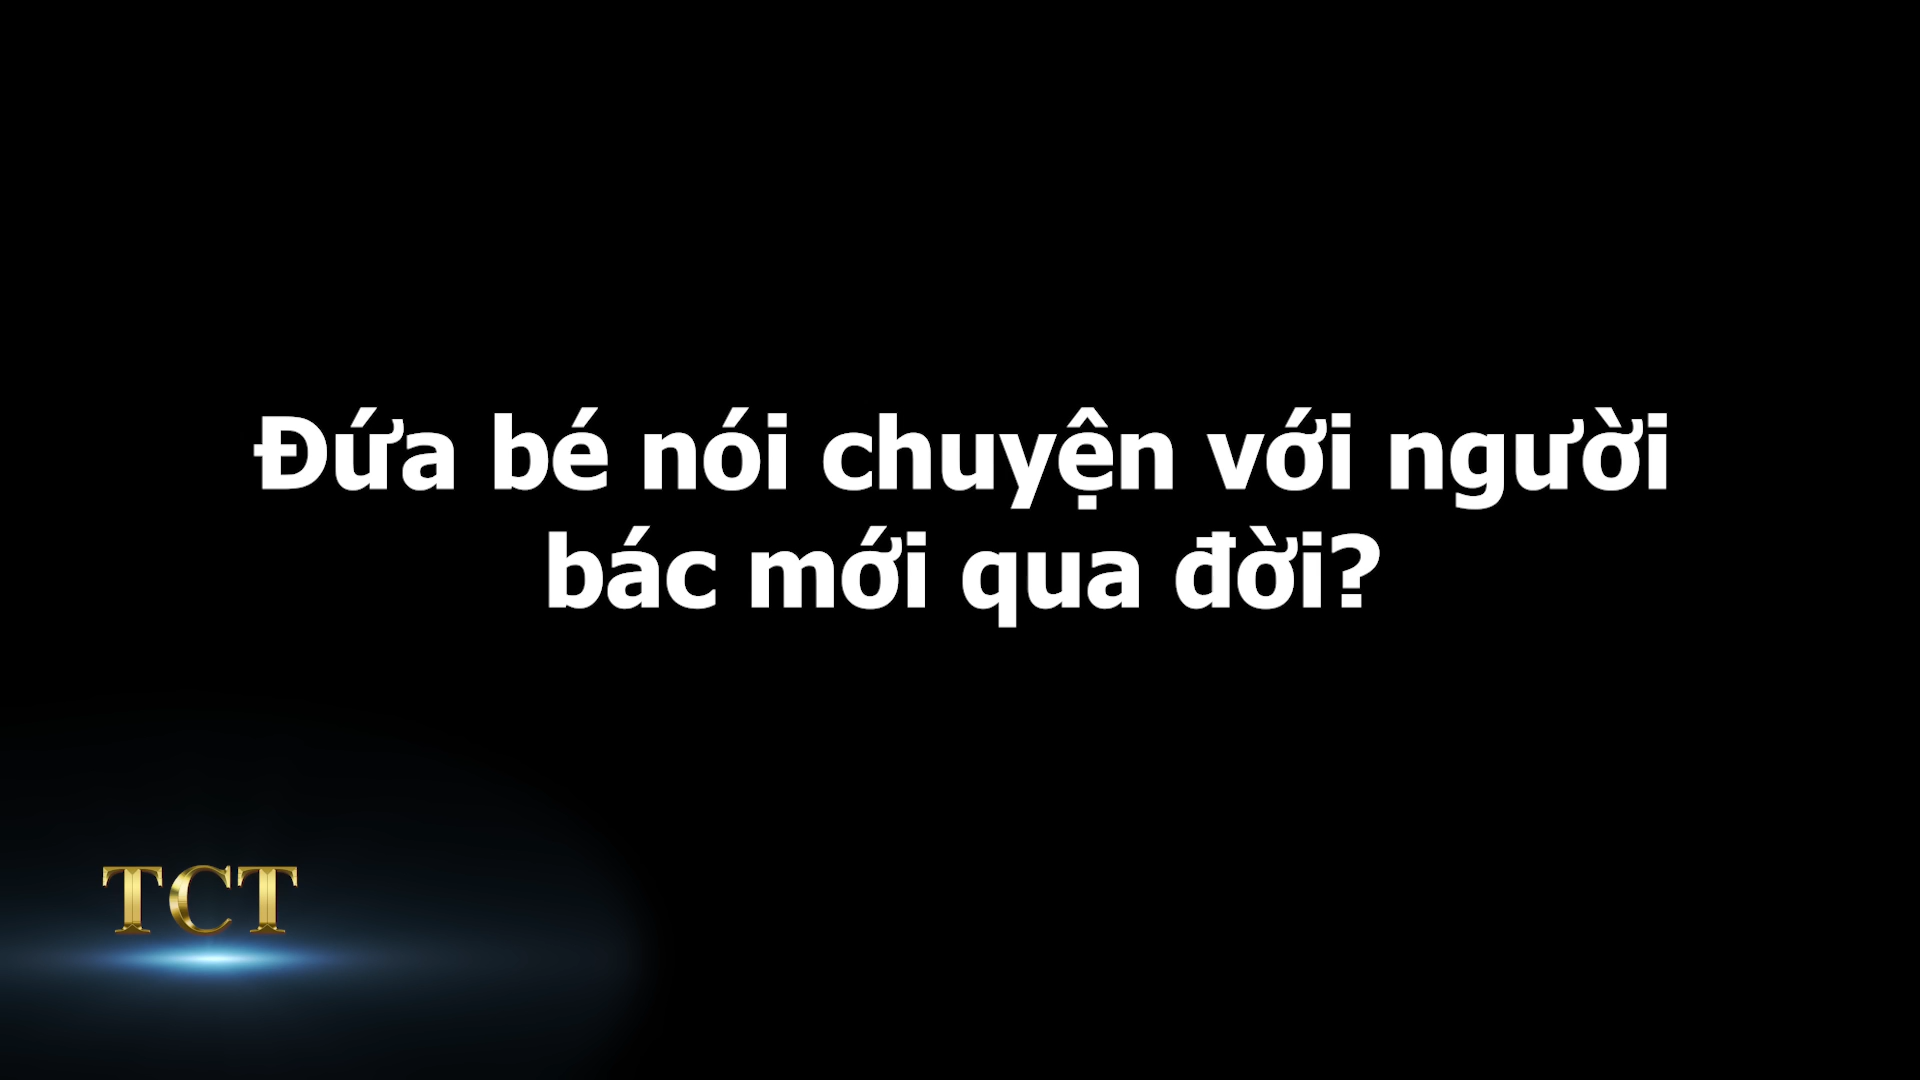 Đứa bé nói chuyện với người
bác mới qua đời?
TCT